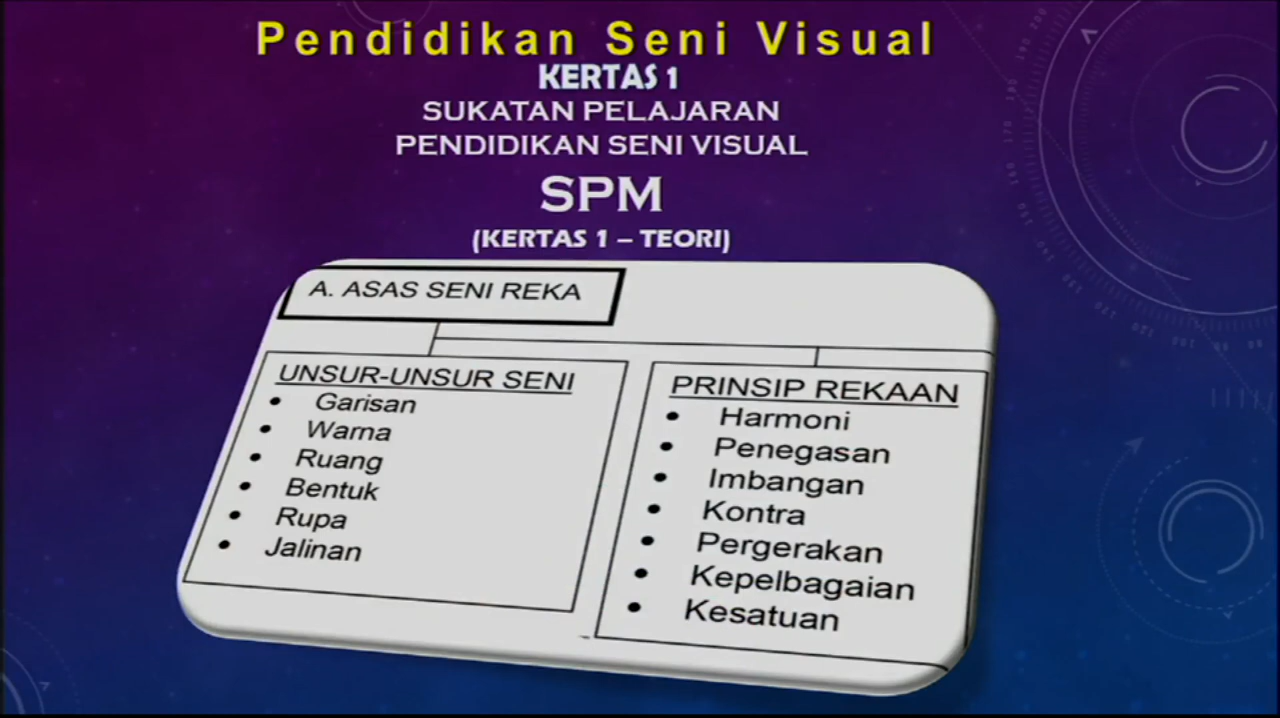 Pendidikan Seni Visual
KERTAS 1
SUKATAN PELAJARAN
PENDIDIKAN SENI VISUAL
SPM
(KERTAS 1 – TEORI)
A. ASAS SENI REKA
UNSUR-UNSUR SENI
• Garisan
• Warna
• Ruang
• Bentuk
• Rupa
• Jalinan
PRINSIP REKAAN
• Harmoni
• Penegasan
• Imbangan
• Kontra
• Pergerakan
• Kepelbagaian
• Kesatuan